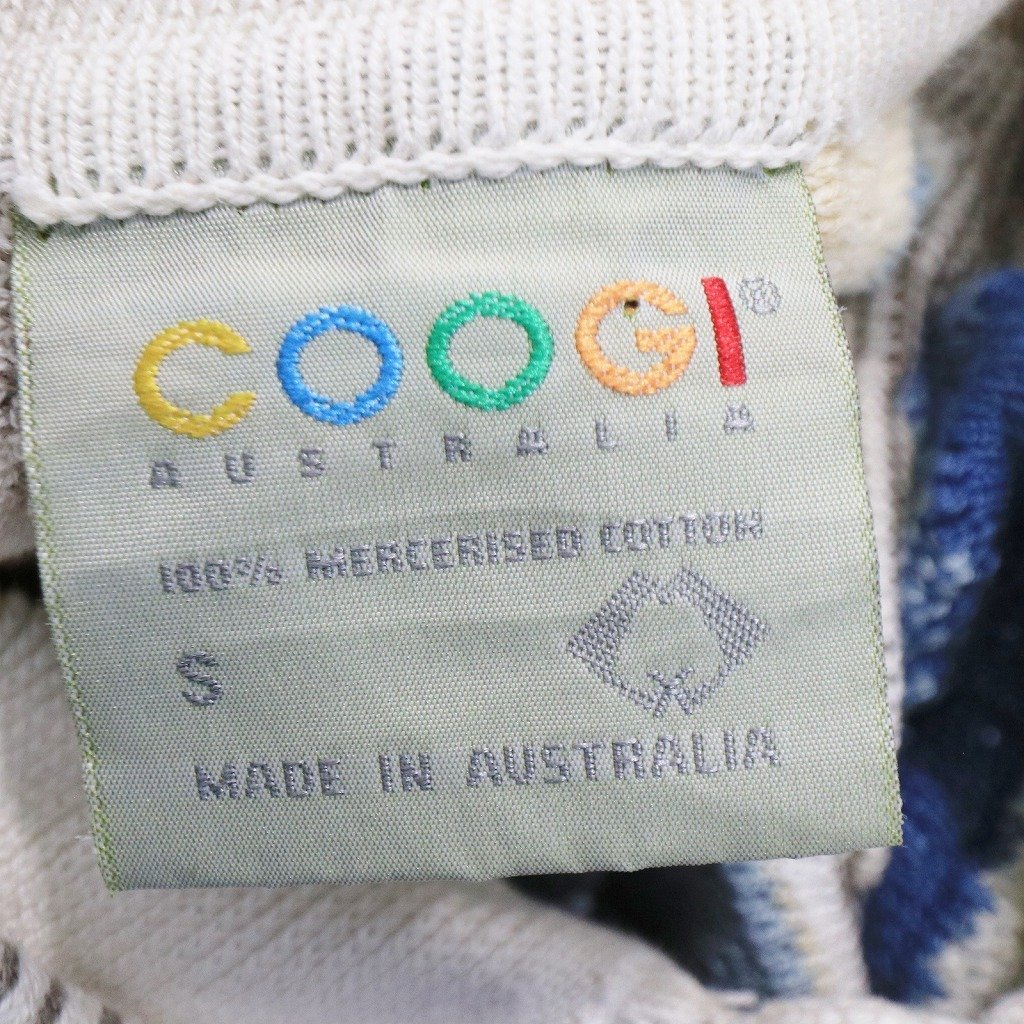 COOGI®
AUSTRALIA
100% MERCERISED COTTON
S
MADE IN AUSTRALIA